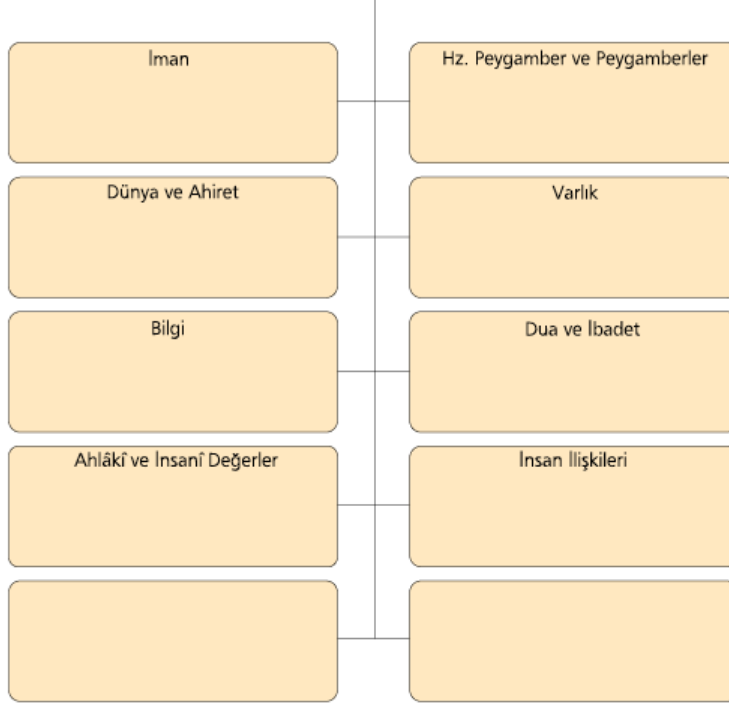 İman
Hz. Peygamber ve Peygamberler
Dünya ve Ahiret
Varlık
Bilgi
Dua ve İbadet
Ahlâkî ve İnsanî Değerler
İnsan İlişkileri